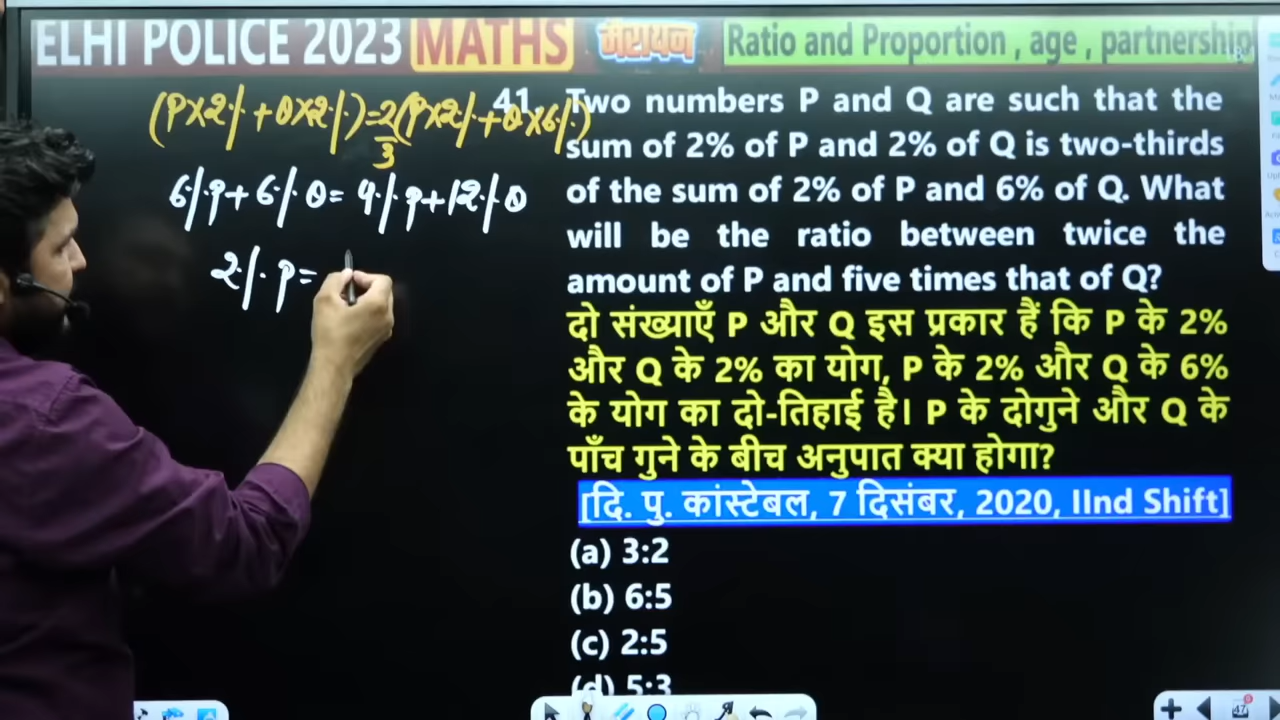 ELHI POLICE 2023 MATHS मैराथन Ratio and Proportion , age , partnership
(P×2% + Q×2%) = 2/3 (P×2% + Q×6%)
6% P + 6% Q = 4% P + 12% Q
2% P =
41. Two numbers P and Q are such that the
sum of 2% of P and 2% of Q is two-thirds
of the sum of 2% of P and 6% of Q. What
will be the ratio between twice the
amount of P and five times that of Q?
दो संख्याएँ P और Q इस प्रकार हैं कि P के 2%
और Q के 2% का योग, P के 2% और Q के 6%
के योग का दो-तिहाई है। P के दोगुने और Q के
पाँच गुने के बीच अनुपात क्या होगा?
[दि. पु. कांस्टेबल, 7 दिसंबर, 2020, IInd Shift]
(a) 3:2
(b) 6:5
(c) 2:5
(d) 5:3
47